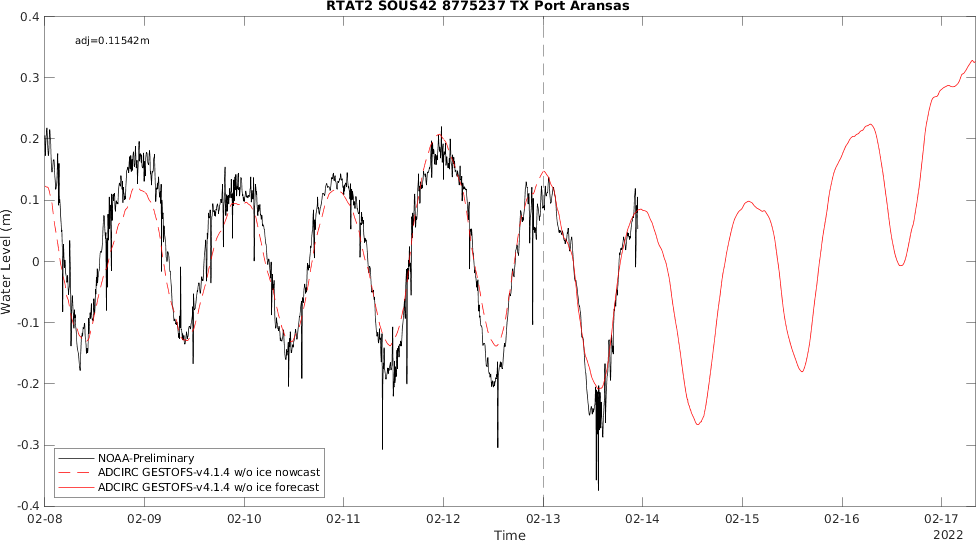 RTAT2 SOUS42 8775237 TX Port Aransas
adj=0.11542m
0.4
0.3
0.2
0.1
0
-0.1
-0.2
-0.3
-0.4
Water Level (m)
NOAA-Preliminary
ADCIRC GESTOFS-v4.1.4 w/o ice nowcast
ADCIRC GESTOFS-v4.1.4 w/o ice forecast
02-08 02-09 02-10 02-11 02-12 02-13 02-14 02-15 02-16 02-17
Time
2022